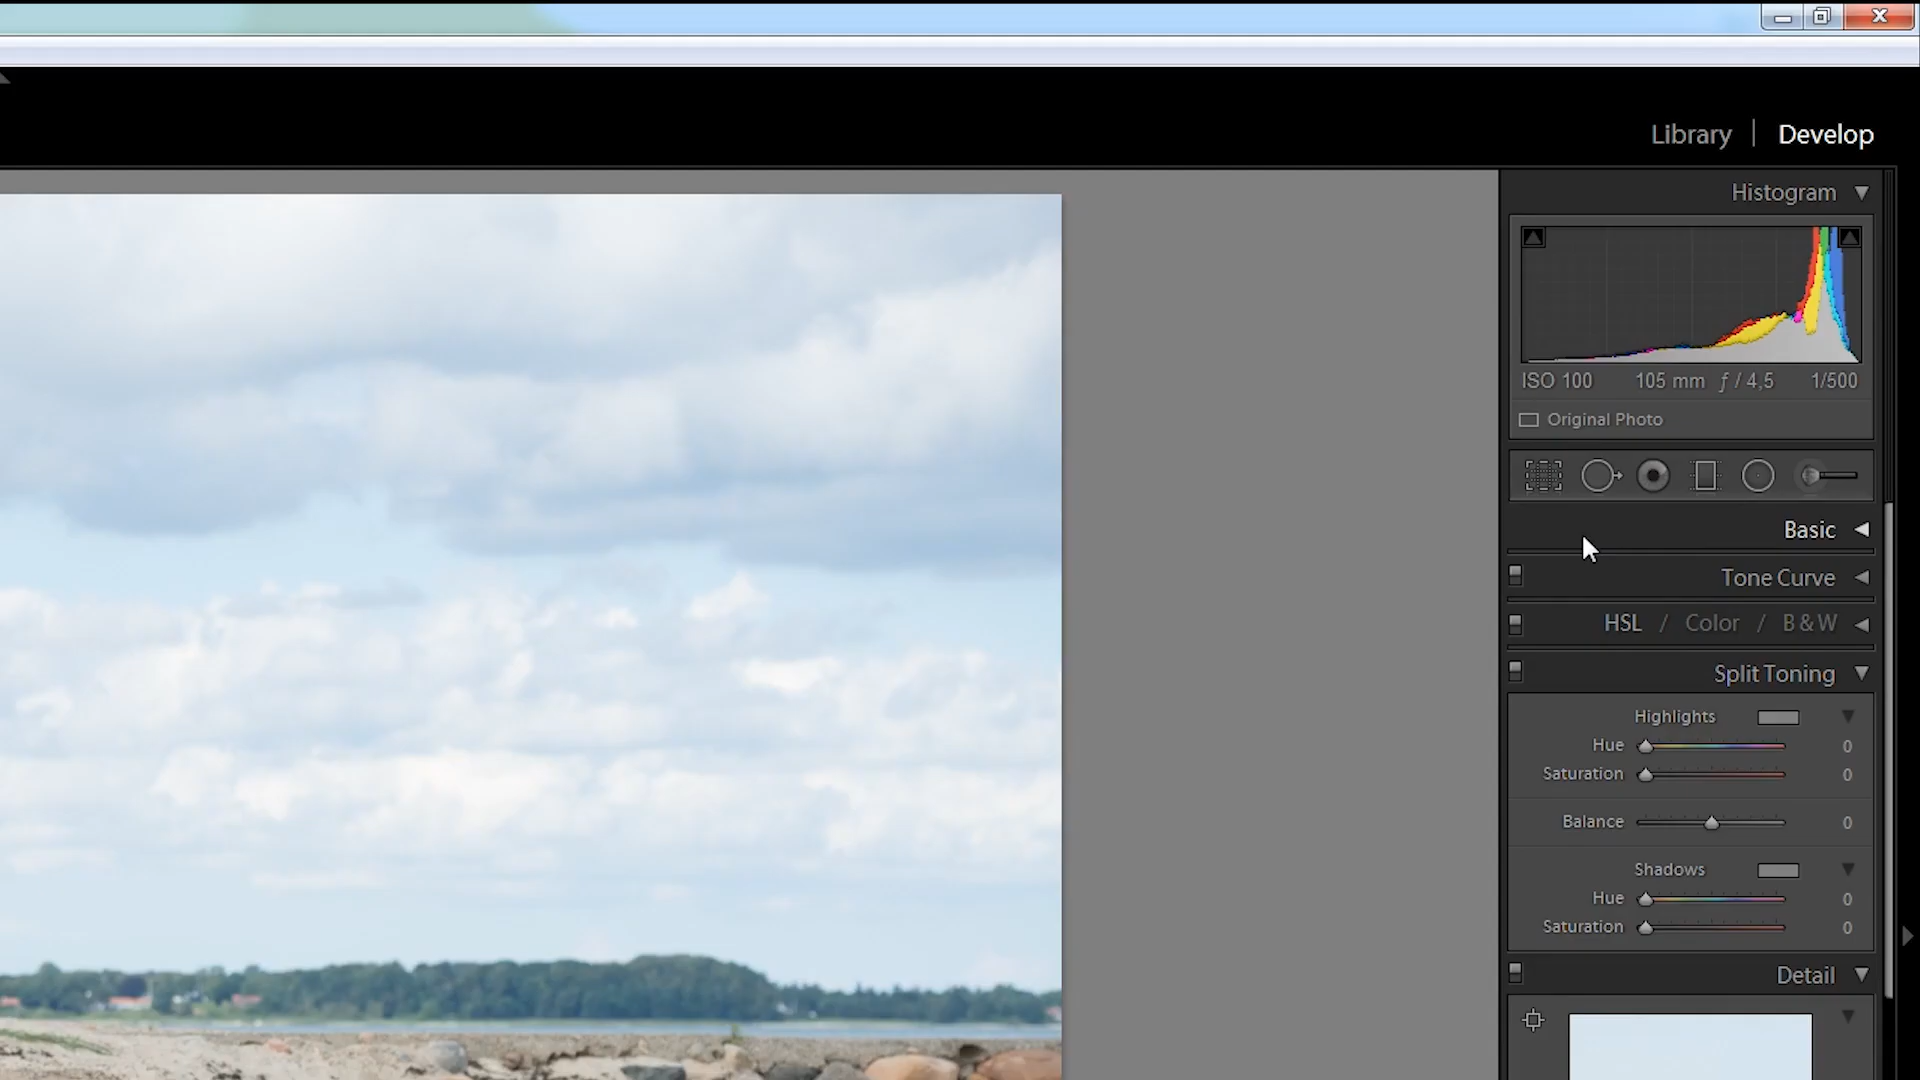 Library | Develop
Histogram
ISO 100 105 mm ƒ / 4,5 1/500
Original Photo
Basic
Tone Curve
HSL / Color / B & W
Split Toning
Highlights
Hue 0
Saturation 0
Balance 0
Shadows
Hue 0
Saturation 0
Detail